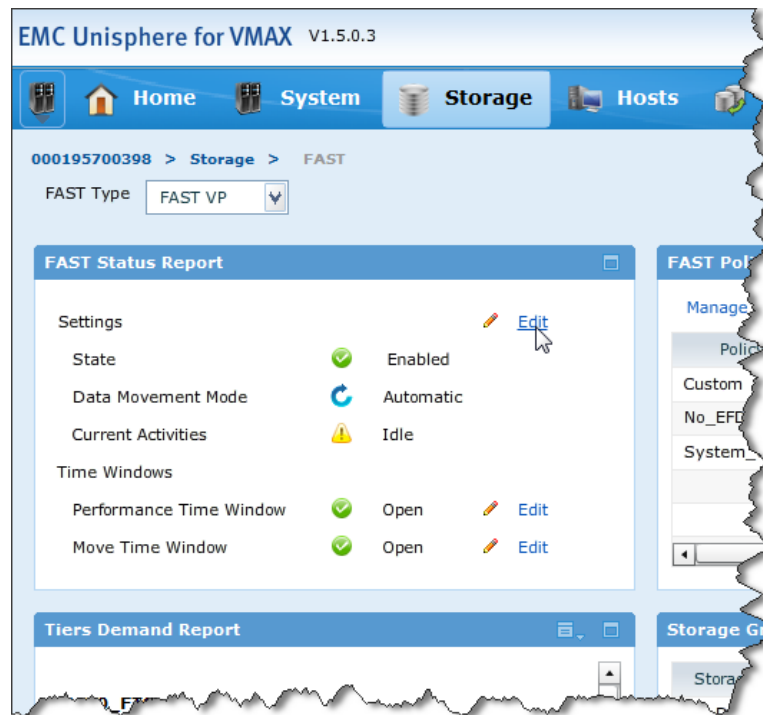 EMC Unisphere for VMAX V1.5.0.3
Home System Storage Hosts
000195700398 > Storage > FAST
FAST Type FAST VP
FAST Status Report
Settings Edit
State Enabled
Data Movement Mode Automatic
Current Activities Idle
Time Windows
Performance Time Window Open Edit
Move Time Window Open Edit
FAST Pol
Manage
Polic
Custom
No_EFD
System_
Tiers Demand Report
Storage G
Stora